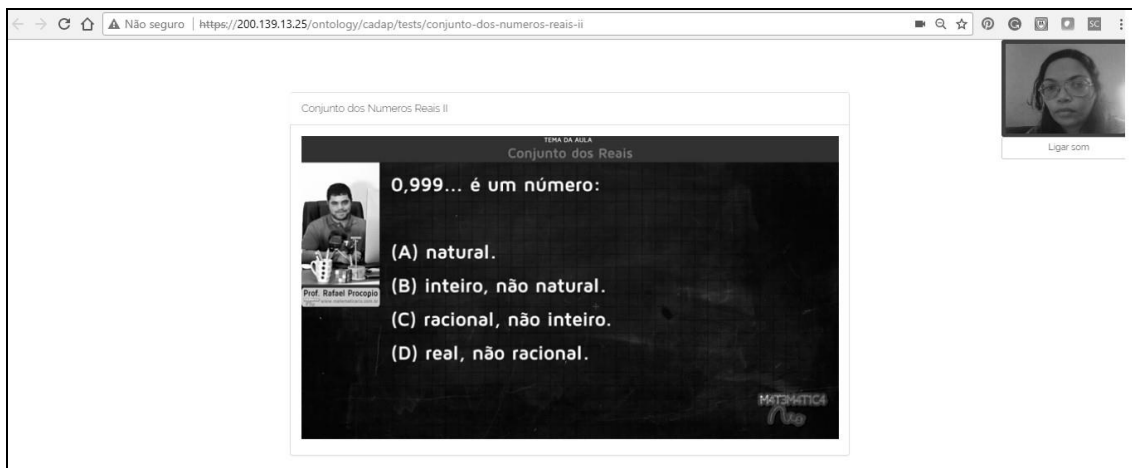 Não seguro
https://200.139.13.25/ontology/cadap/tests/conjunto-dos-numeros-reais-ii
SC
Ligar som
Conjunto dos Numeros Reais II
TEMA DA AULA
Conjunto dos Reais
0,999... é um número:
(A) natural.
(B) inteiro, não natural.
(C) racional, não inteiro.
(D) real, não racional.
Prof. Rafael Procopio
M4T3M4T1C4